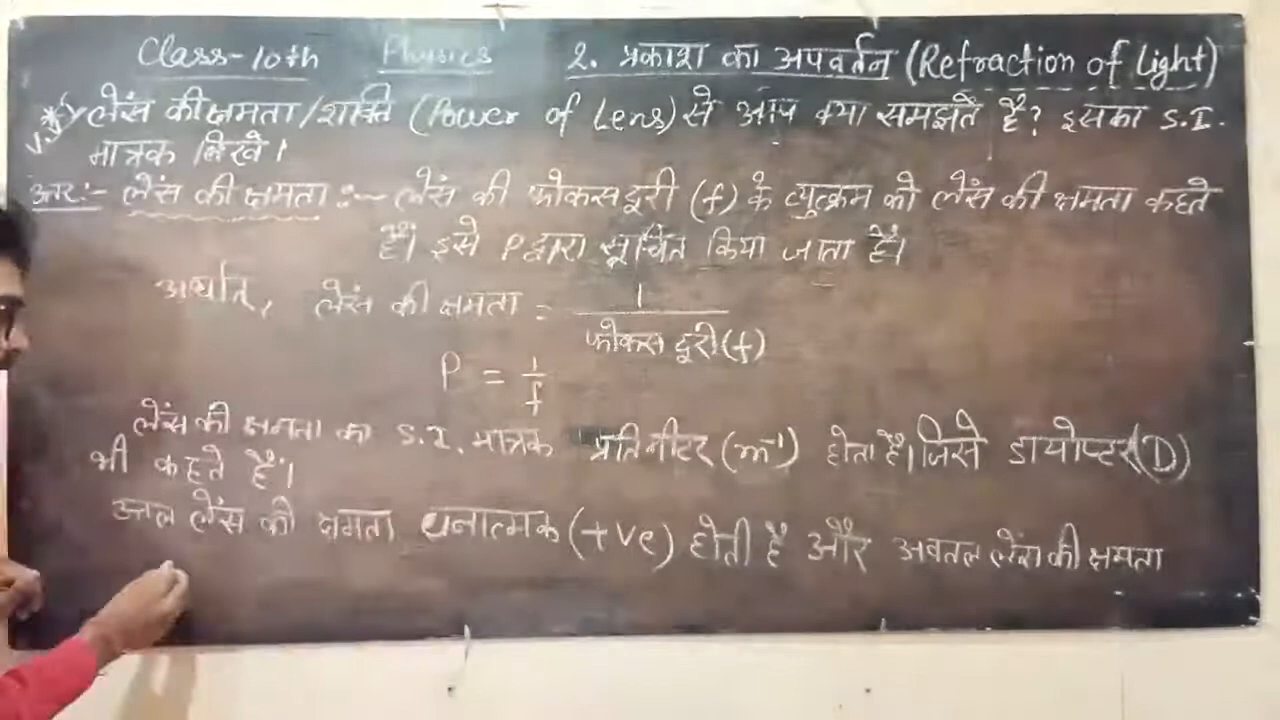 Class-10th Physics 2. प्रकाश का अपवर्तन (Refraction of Light)
V.V.* लेंस की क्षमता/शक्ति (Power of Lens) से आप क्या समझते हैं? इसका S.I.
मात्रक लिखें।
उत्तर:- लेंस की क्षमता :- लेंस की फोकस दूरी (f) के व्युत्क्रम को लेंस की क्षमता कहते
हैं। इसे P द्वारा सूचित किया जाता है।
अर्थात्, लेंस की क्षमता = 1
फोकस दूरी (f)
P = 1/f
लेंस की क्षमता का S.I. मात्रक प्रतिमीटर (m⁻¹) होता है। जिसे डायोप्टर (D)
भी कहते हैं।
उत्तल लेंस की क्षमता धनात्मक (+ve) होती है और अवतल लेंस की क्षमता